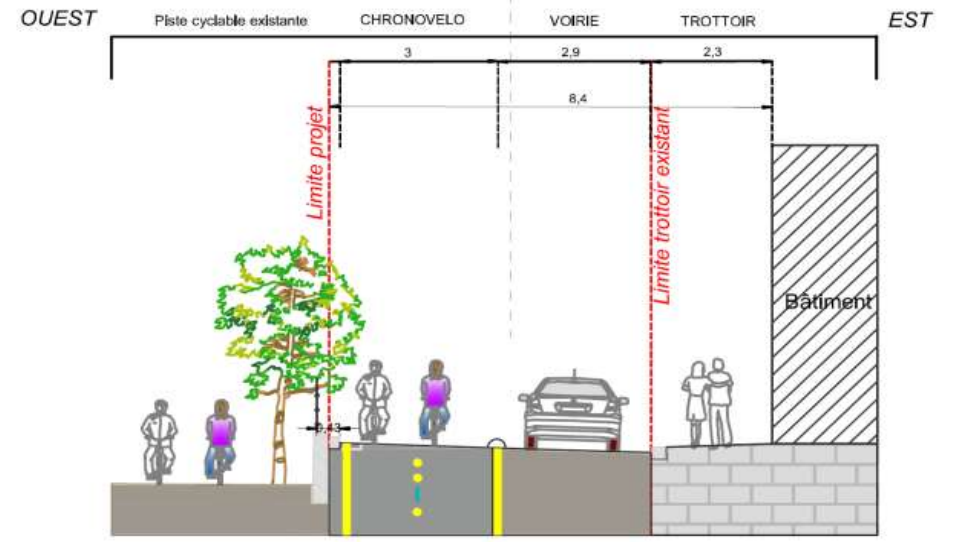 OUEST
Piste cyclable existante
CHRONOVELO
VOIRIE
TROTTOIR
EST
3
2,9
2,3
8,4
Limite projet
Limite trottoir existant
Bâtiment